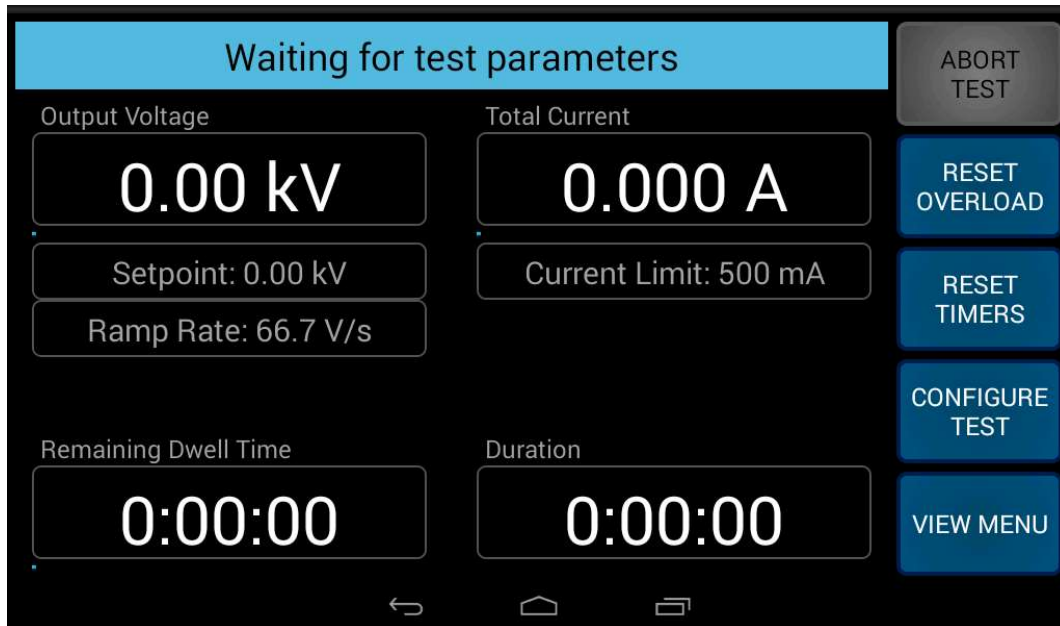 Waiting for test parameters
Output Voltage
0.00 kV
Setpoint: 0.00 kV
Ramp Rate: 66.7 V/s
Total Current
0.000 A
Current Limit: 500 mA
Remaining Dwell Time
0:00:00
Duration
0:00:00
ABORT
TEST
RESET
OVERLOAD
RESET
TIMERS
CONFIGURE
TEST
VIEW MENU